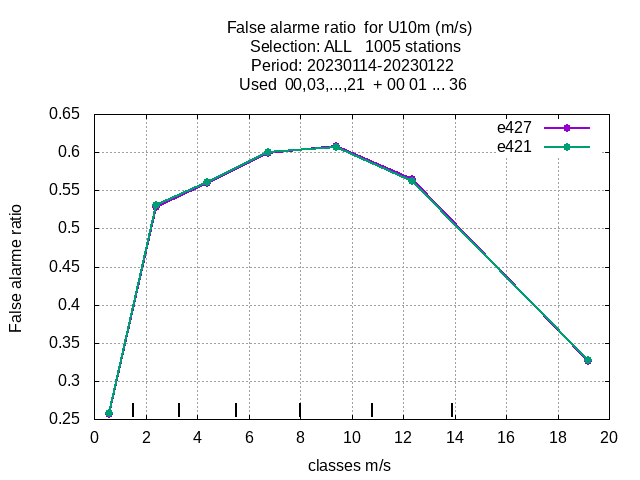 False alarme ratio  for U10m (m/s)
Selection: ALL   1005 stations
Period: 20230114-20230122
Used  00,03,...,21  + 00 01 ... 36
e427
e421
False alarme ratio
0.65
0.6
0.55
0.5
0.45
0.4
0.35
0.3
0.25
0 2 4 6 8 10 12 14 16 18 20
classes m/s